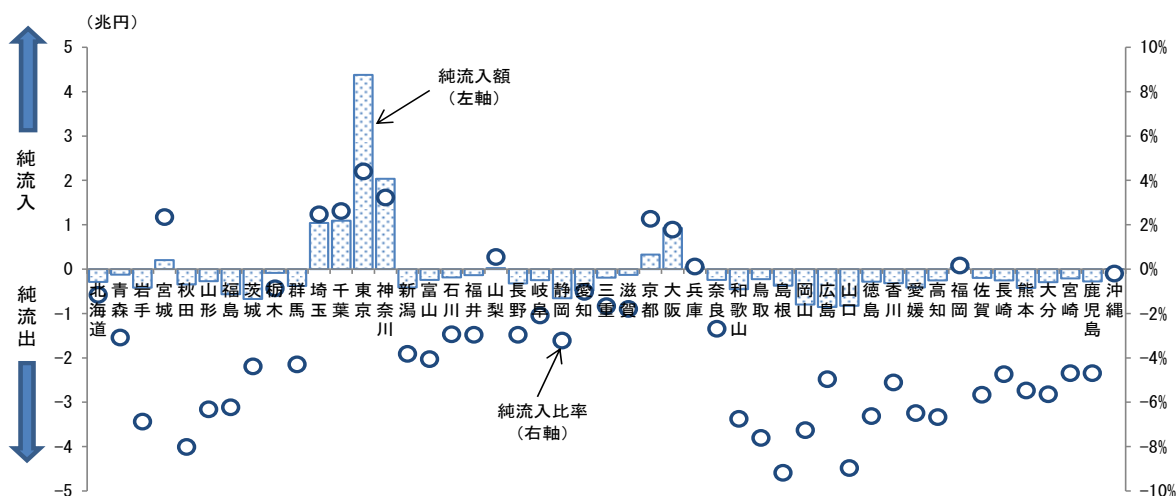 （兆円）
純流入
純流出
5
4
3
2
1
0
-1
-2
-3
-4
-5
10%
8%
6%
4%
2%
0%
-2%
-4%
-6%
-8%
-10%
純流入額
（左軸）
純流入比率
（右軸）
北海道
青森
岩手
宮城
秋田
山形
福島
茨城
栃木
群馬
埼玉
千葉
東京
神奈川
新潟
富山
石川
福井
山梨
長野
岐阜
静岡
愛知
三重
滋賀
京都
大阪
兵庫
奈良
和歌山
鳥取
島根
岡山
広島
山口
徳島
香川
愛媛
高知
福岡
佐賀
長崎
熊本
大分
宮崎
鹿児島
沖縄